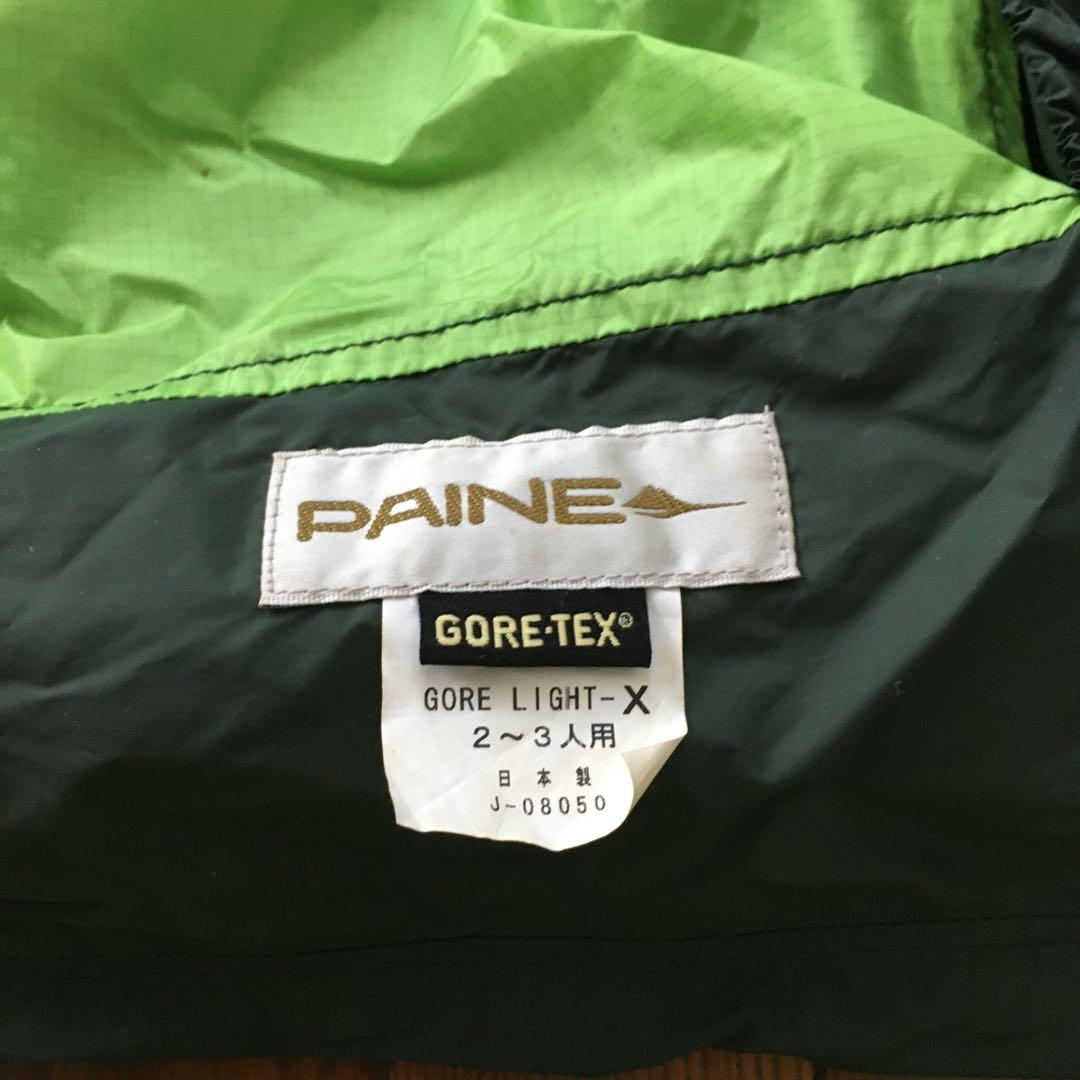 PAINE
GORE-TEX®
GORE LIGHT-X
2～3人用
日本製
J-08050